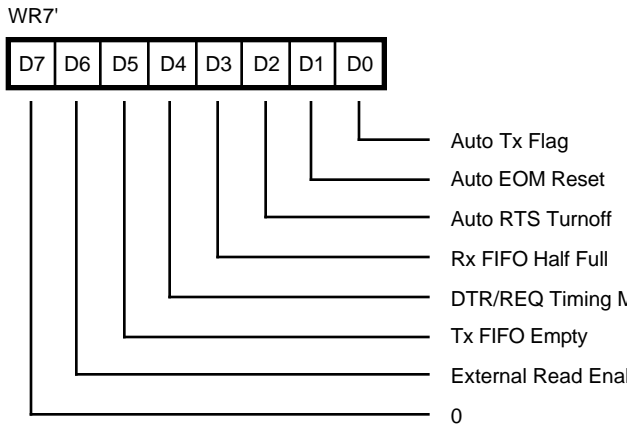 WR7'
D7 D6 D5 D4 D3 D2 D1 D0
Auto Tx Flag
Auto EOM Reset
Auto RTS Turnoff
Rx FIFO Half Full
DTR/REQ Timing
Tx FIFO Empty
External Read
0